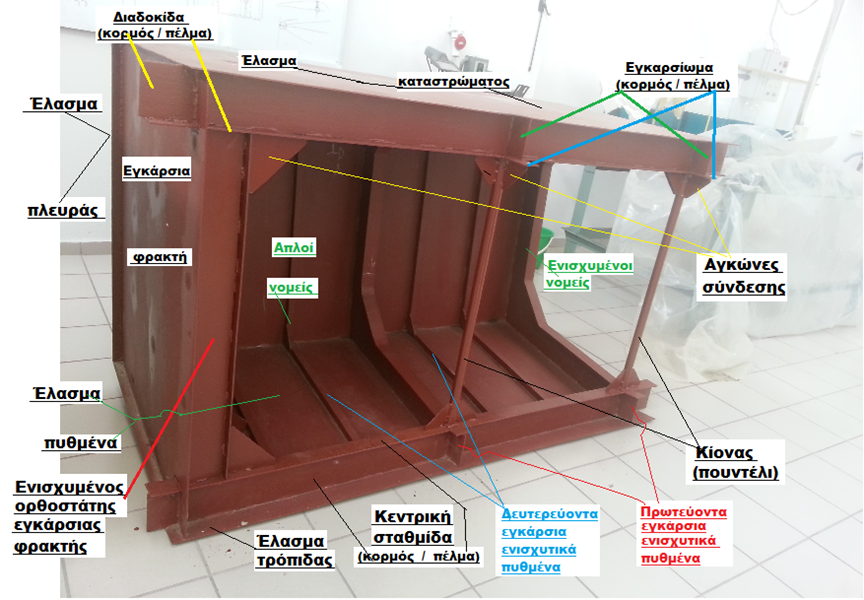 Διαδοκίδα
(κορμός / πέλμα)
Έλασμα
καταστρώματος
Εγκαρσίωμα
(κορμός / πέλμα)
Έλασμα
πλευράς
Εγκάρσια
φρακτή
Απλοί
νομείς
Ενισχυμένοι
νομείς
Αγκώνες
σύνδεσης
Έλασμα
πυθμένα
Ενισχυμένος
ορθοστάτης
εγκάρσιας
φρακτής
Έλασμα
τρόπιδας
Κεντρική
σταθμίδα
(κορμός / πέλμα)
Δευτερεύοντα
εγκάρσια
ενισχυτικά
πυθμένα
Πρωτεύοντα
εγκάρσια
ενισχυτικά
πυθμένα
Κίονας
(πουντέλι)